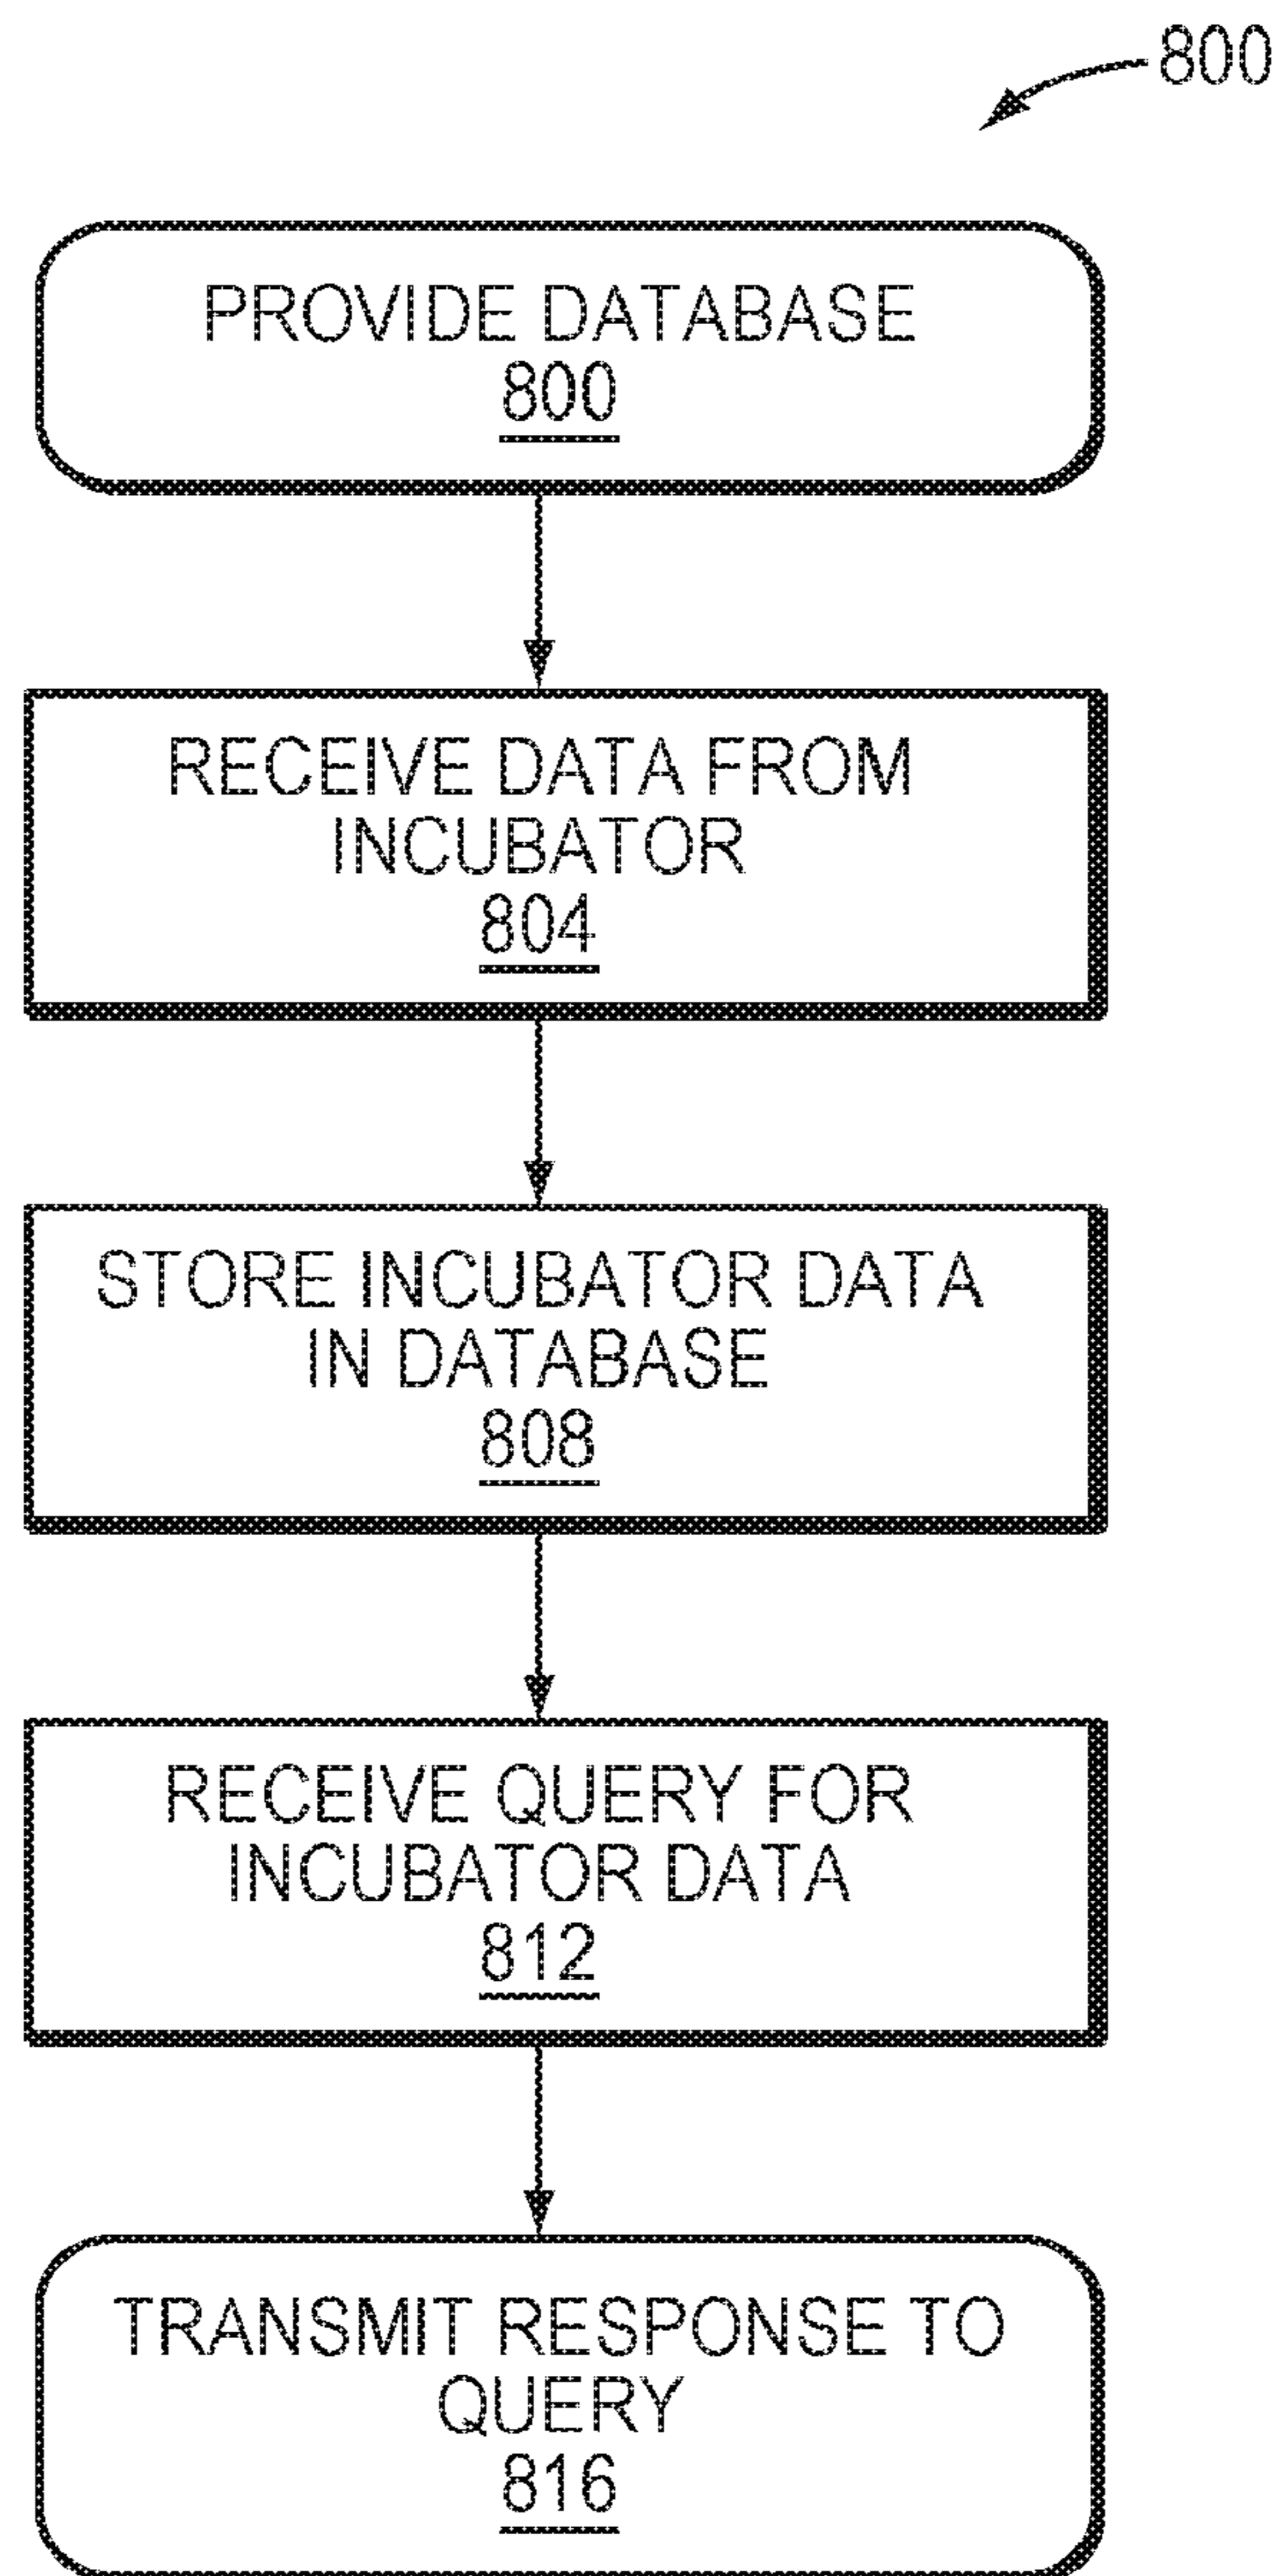 800
PROVIDE DATABASE
800
RECEIVE DATA FROM
INCUBATOR
804
STORE INCUBATOR DATA
IN DATABASE
808
RECEIVE QUERY FOR
INCUBATOR DATA
812
TRANSMIT RESPONSE TO
QUERY
816